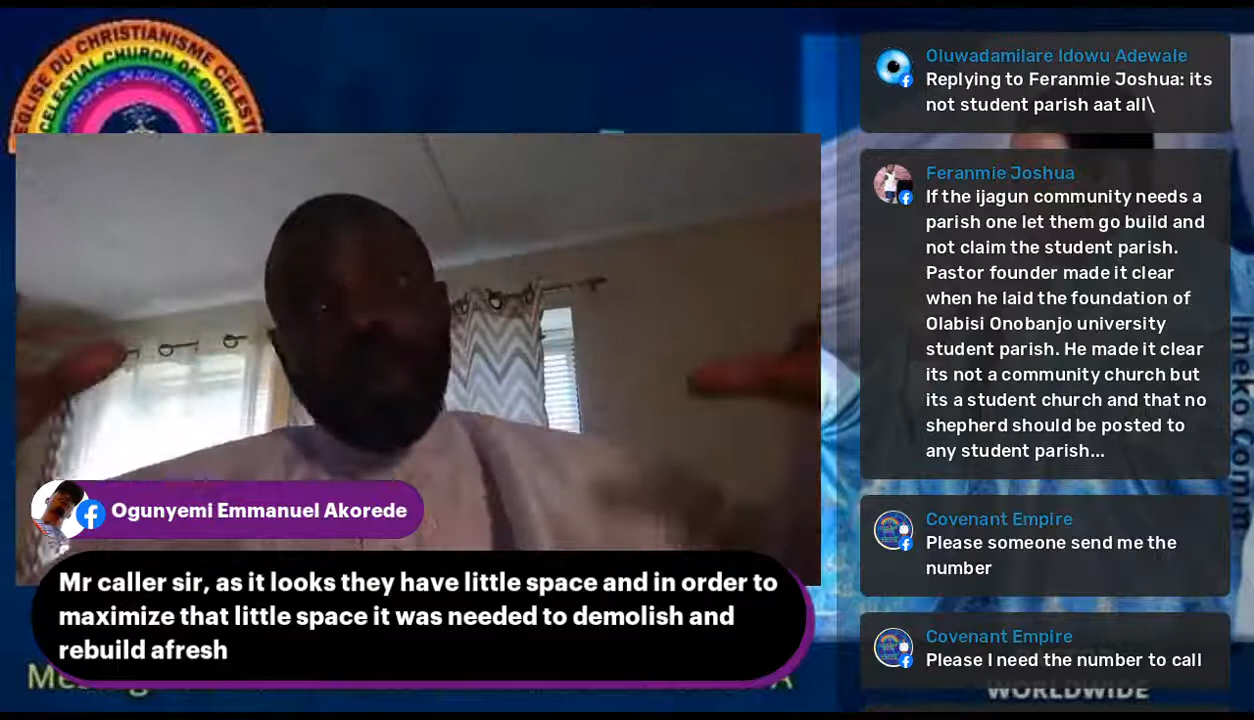 EGLISE DU CHRISTIANISME CELEST
CELESTIAL CHURCH OF CHRIST
Oluwadamilare Idowu Adewale
Replying to Feranmie Joshua: its
not student parish aat all\
Feranmie Joshua
If the ijagun community needs a
parish one let them go build and
not claim the student parish.
Pastor founder made it clear
when he laid the foundation of
Olabisi Onobanjo university
student parish. He made it clear
its not a community church but
its a student church and that no
shepherd should be posted to
any student parish...
Covenant Empire
Please someone send me the
number
Covenant Empire
Please I need the number to call
Ogunyemi Emmanuel Akorede
Mr caller sir, as it looks they have little space and in order to
maximize that little space it was needed to demolish and
rebuild afresh
WORLDWIDE
Imeko.com